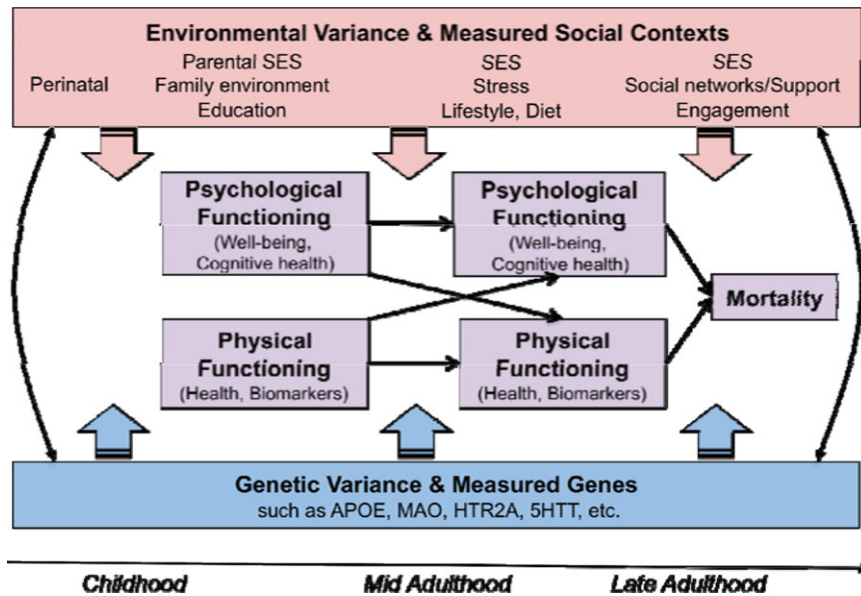 Environmental Variance & Measured Social Contexts
Perinatal
Parental SES
Family environment
Education
SES
Stress
Lifestyle, Diet
SES
Social networks/Support
Engagement
Psychological
Functioning
(Well-being,
Cognitive health)
Psychological
Functioning
(Well-being,
Cognitive health)
Mortality
Physical
Functioning
(Health, Biomarkers)
Physical
Functioning
(Health, Biomarkers)
Genetic Variance & Measured Genes
such as APOE, MAO, HTR2A, 5HTT, etc.
Childhood
Mid Adulthood
Late Adulthood